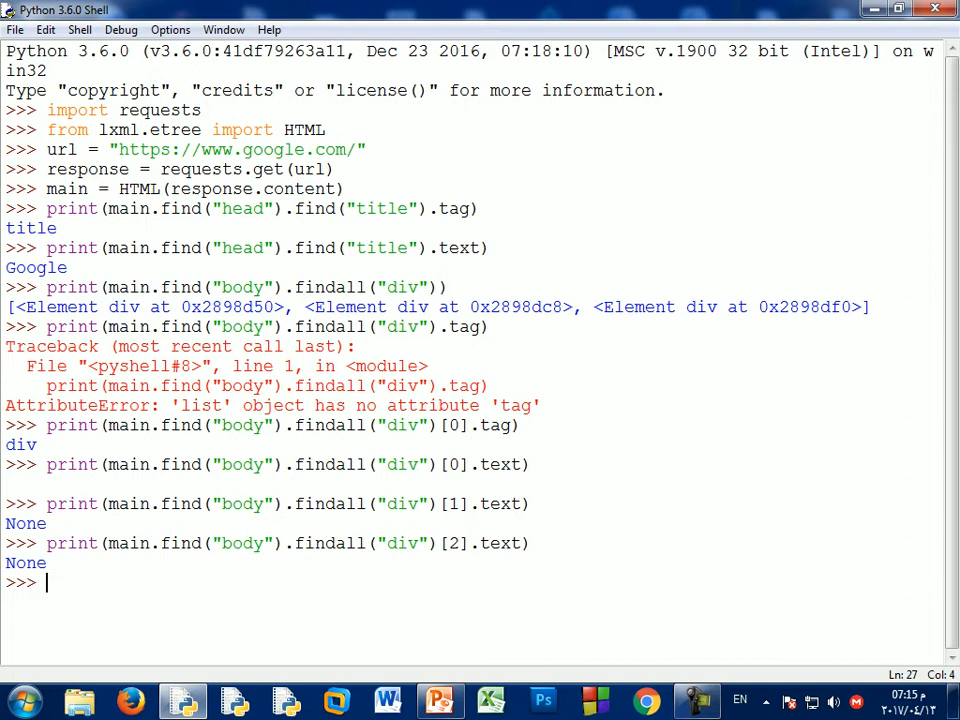 Python 3.6.0 Shell
File Edit Shell Debug Options Window Help
Python 3.6.0 (v3.6.0:41df79263a11, Dec 23 2016, 07:18:10) [MSC v.1900 32 bit (Intel)] on w
in32
Type "copyright", "credits" or "license()" for more information.
>>> import requests
>>> from lxml.etree import HTML
>>> url = "https://www.google.com/"
>>> response = requests.get(url)
>>> main = HTML(response.content)
>>> print(main.find("head").find("title").tag)
title
>>> print(main.find("head").find("title").text)
Google
>>> print(main.find("body").findall("div"))
[<Element div at 0x2898d50>, <Element div at 0x2898dc8>, <Element div at 0x2898df0>]
>>> print(main.find("body").findall("div").tag)
Traceback (most recent call last):
  File "<pyshell#8>", line 1, in <module>
    print(main.find("body").findall("div").tag)
AttributeError: 'list' object has no attribute 'tag'
>>> print(main.find("body").findall("div")[0].tag)
div
>>> print(main.find("body").findall("div")[0].text)
>>> print(main.find("body").findall("div")[1].text)
None
>>> print(main.find("body").findall("div")[2].text)
None
>>>
Ln: 27 Col: 4
EN
07:15 م
٢٠١٧/٠٤/١٣